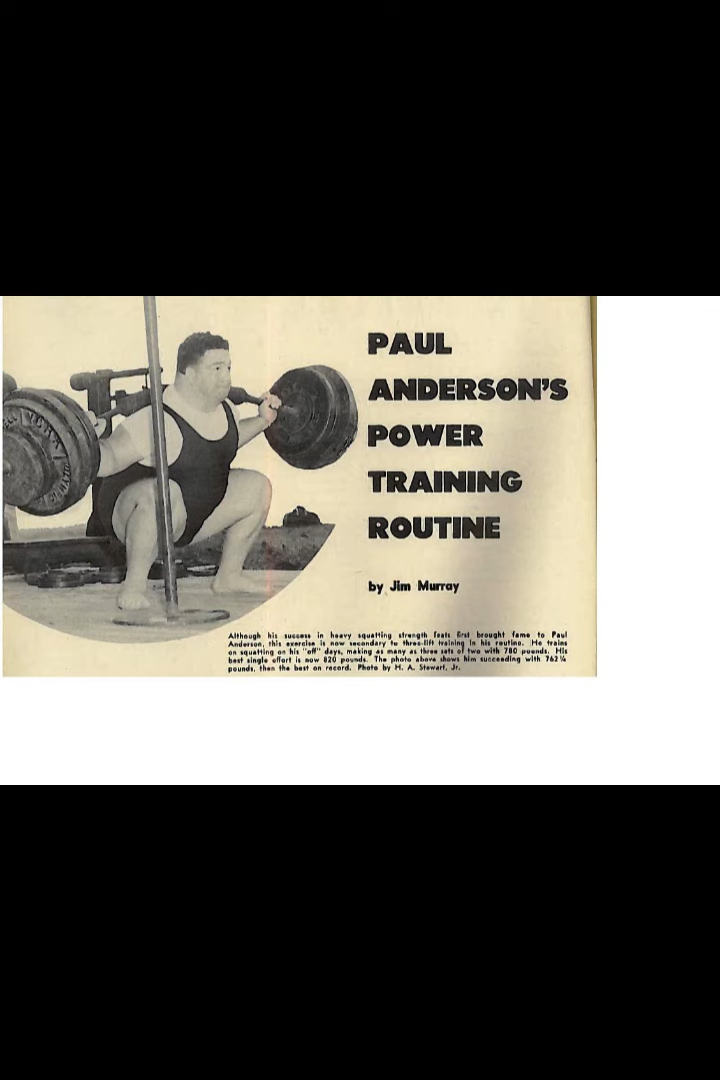 PAUL
ANDERSON'S
POWER
TRAINING
ROUTINE
by Jim Murray
YORK
Although his success in heavy squatting strength feats first brought fame to Paul
Anderson, this exercise is now secondary to three-lift training in his routine. He trains
on squatting on his "off" days, making as many as three sets of two with 780 pounds. His
best single effort is now 820 pounds. The photo above shows him succeeding with 762¼
pounds, then the best on record. Photo by H. A. Stewart, Jr.